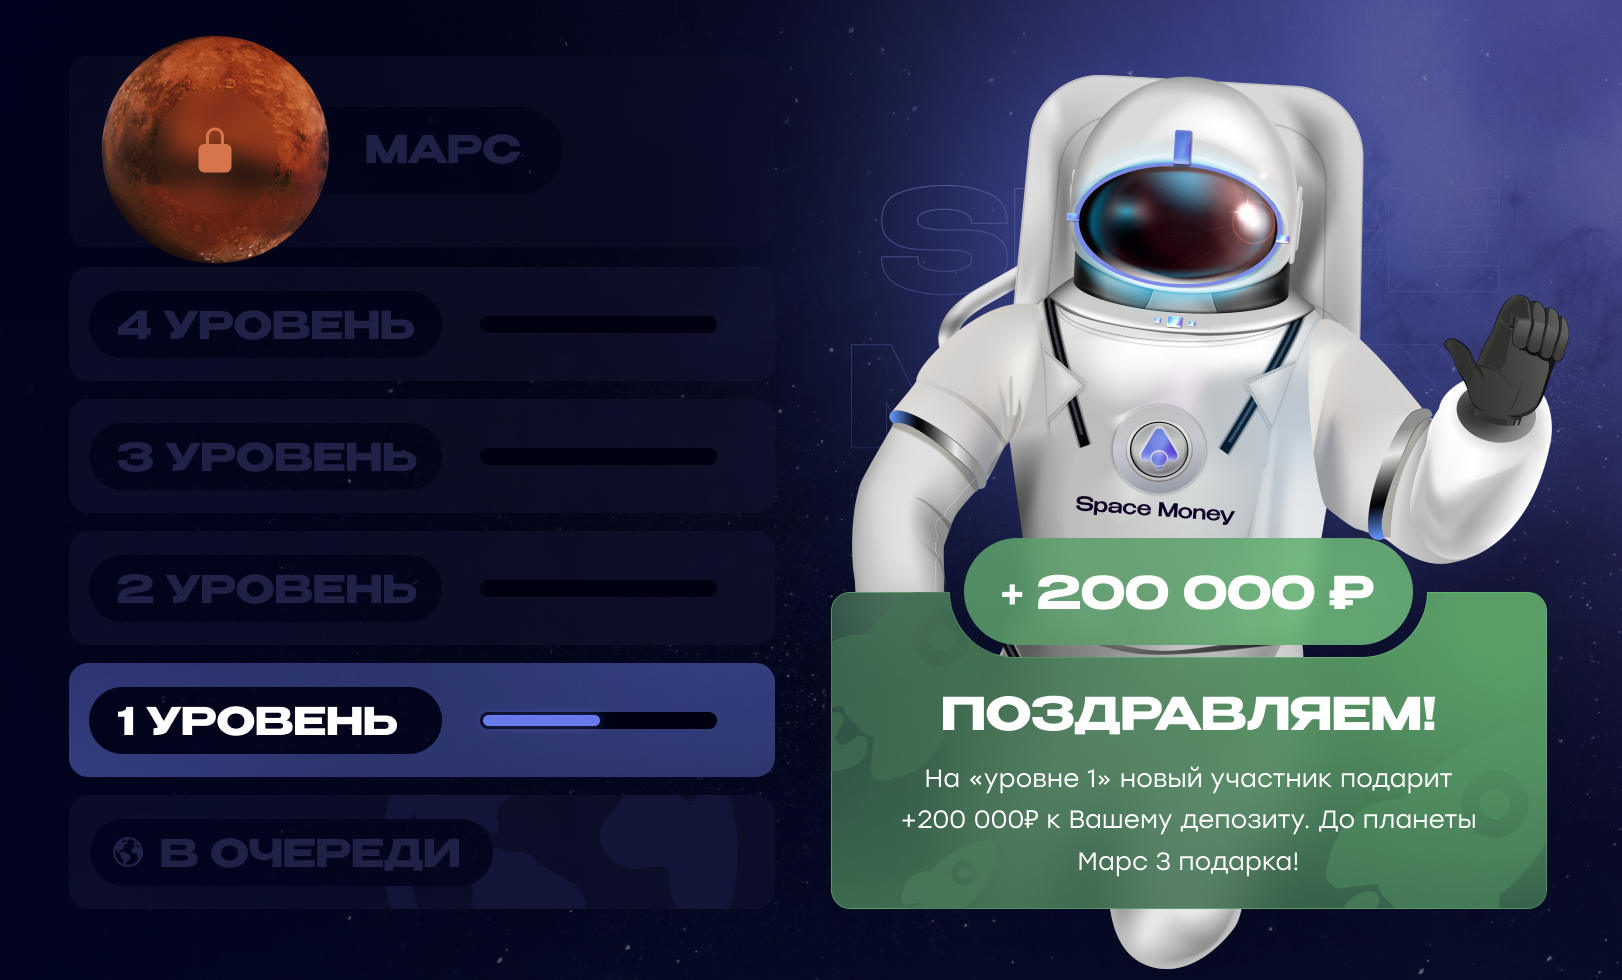 МАРС
4 УРОВЕНЬ
3 УРОВЕНЬ
2 УРОВЕНЬ
1 УРОВЕНЬ
В ОЧЕРЕДИ
Space Money
+ 200 000 ₽
ПОЗДРАВЛЯЕМ!
На «уровне 1» новый участник подарит
+200 000₽ к Вашему депозиту. До планеты
Марс 3 подарка!